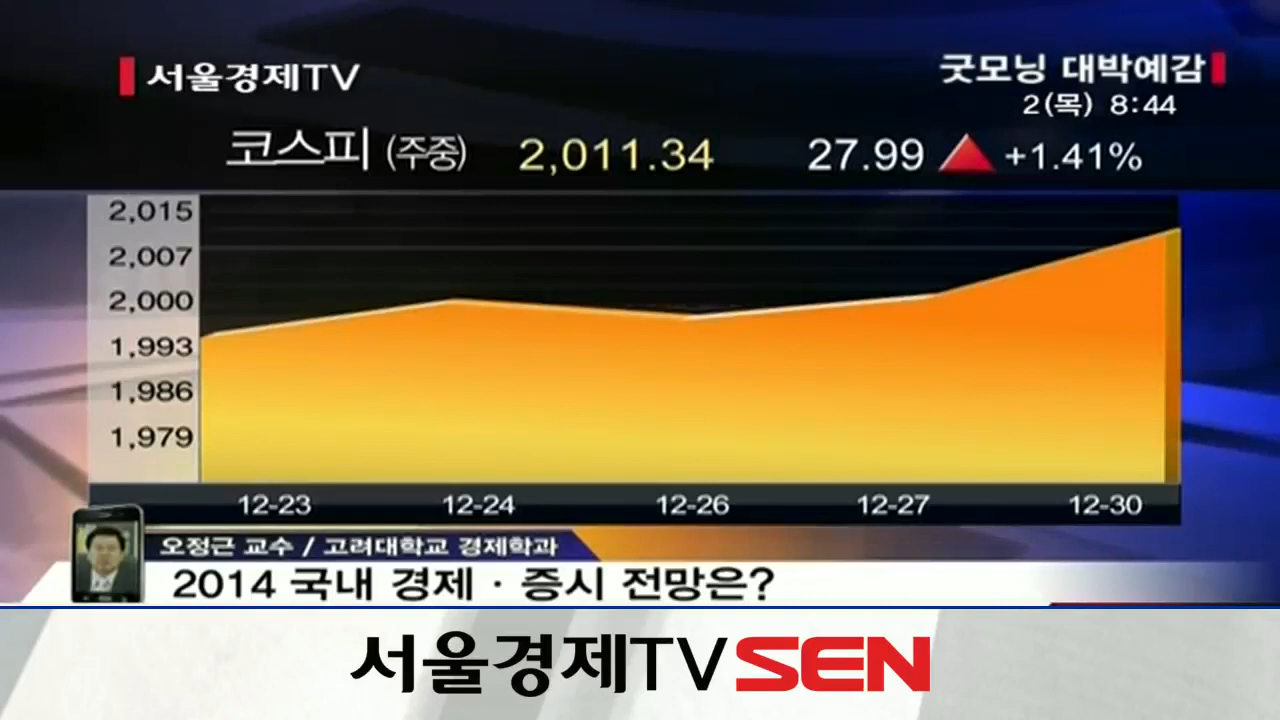 서울경제TV
굿모닝 대박예감
2(목) 8:44
코스피 (주중) 2,011.34 27.99 ▲ +1.41%
2,015
2,007
2,000
1,993
1,986
1,979
12-23 12-24 12-26 12-27 12-30
오정근 교수 / 고려대학교 경제학과
2014 국내 경제 · 증시 전망은?
서울경제TV SEN